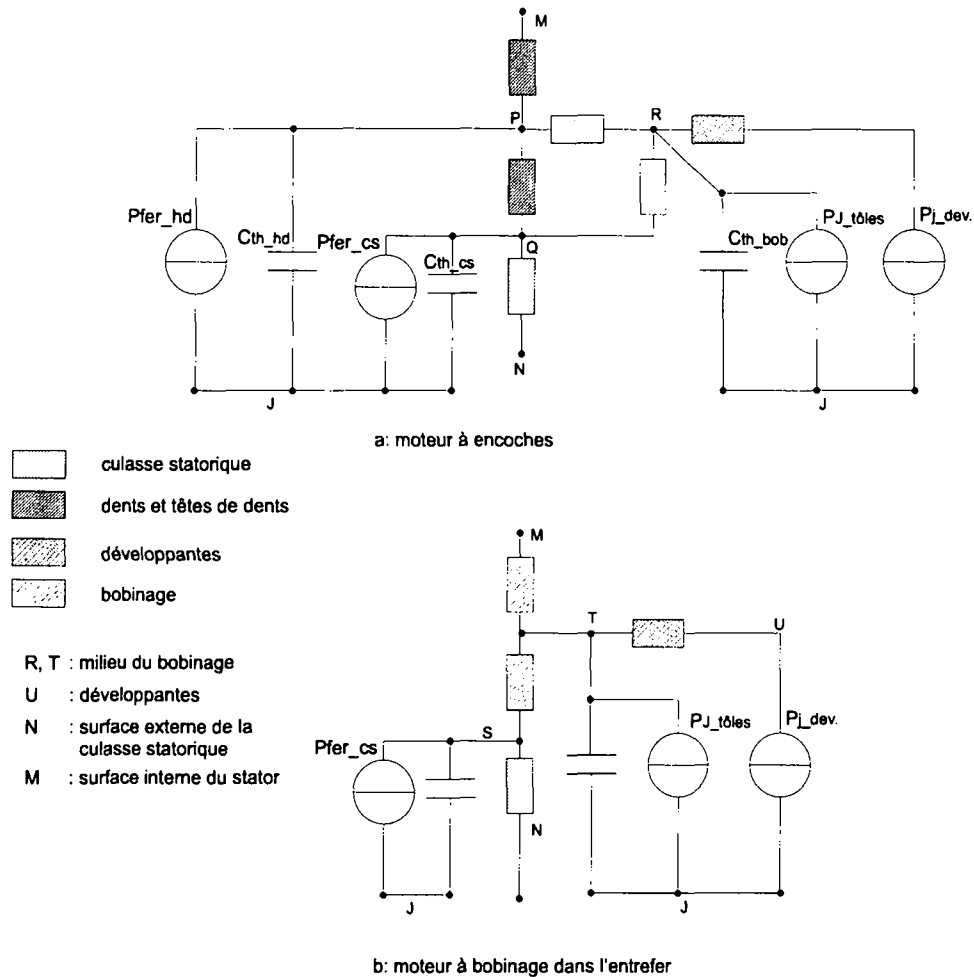 M
P
R
Pfer_hd
Cth_hd
Pfer_cs
Cth_cs
Q
Cth_bob
PJ_tôles
Pj_dev.
N
J
J
a: moteur à encoches
culasse statorique
dents et têtes de dents
développantes
bobinage
R, T : milieu du bobinage
U : développantes
N : surface externe de la
culasse statorique
M : surface interne du stator
M
T
U
S
Pfer_cs
PJ_tôles
Pj_dev.
N
J
J
b: moteur à bobinage dans l'entrefer